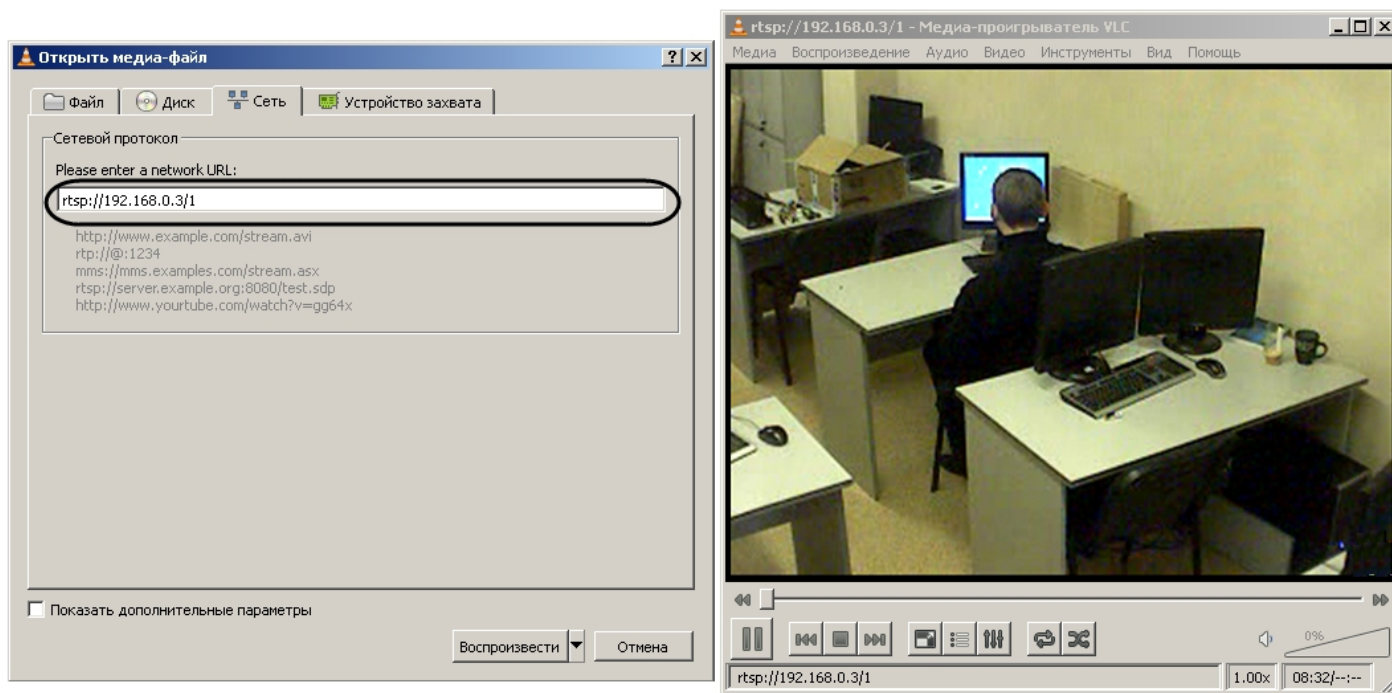 Открыть медиа-файл
Файл
Диск
Сеть
Устройство захвата
Сетевой протокол
Please enter a network URL:
rtsp://192.168.0.3/1
http://www.example.com/stream.avi
rtp://@:1234
mms://mms.examples.com/stream.asx
rtsp://server.example.org:8080/test.sdp
http://www.yourtube.com/watch?v=gg64x
Показать дополнительные параметры
Воспроизвести
Отмена
rtsp://192.168.0.3/1 - Медиа-проигрыватель VLC
Медиа Воспроизведение Аудио Видео Инструменты Вид Помощь
0%
rtsp://192.168.0.3/1
1.00x
08:32/--:--